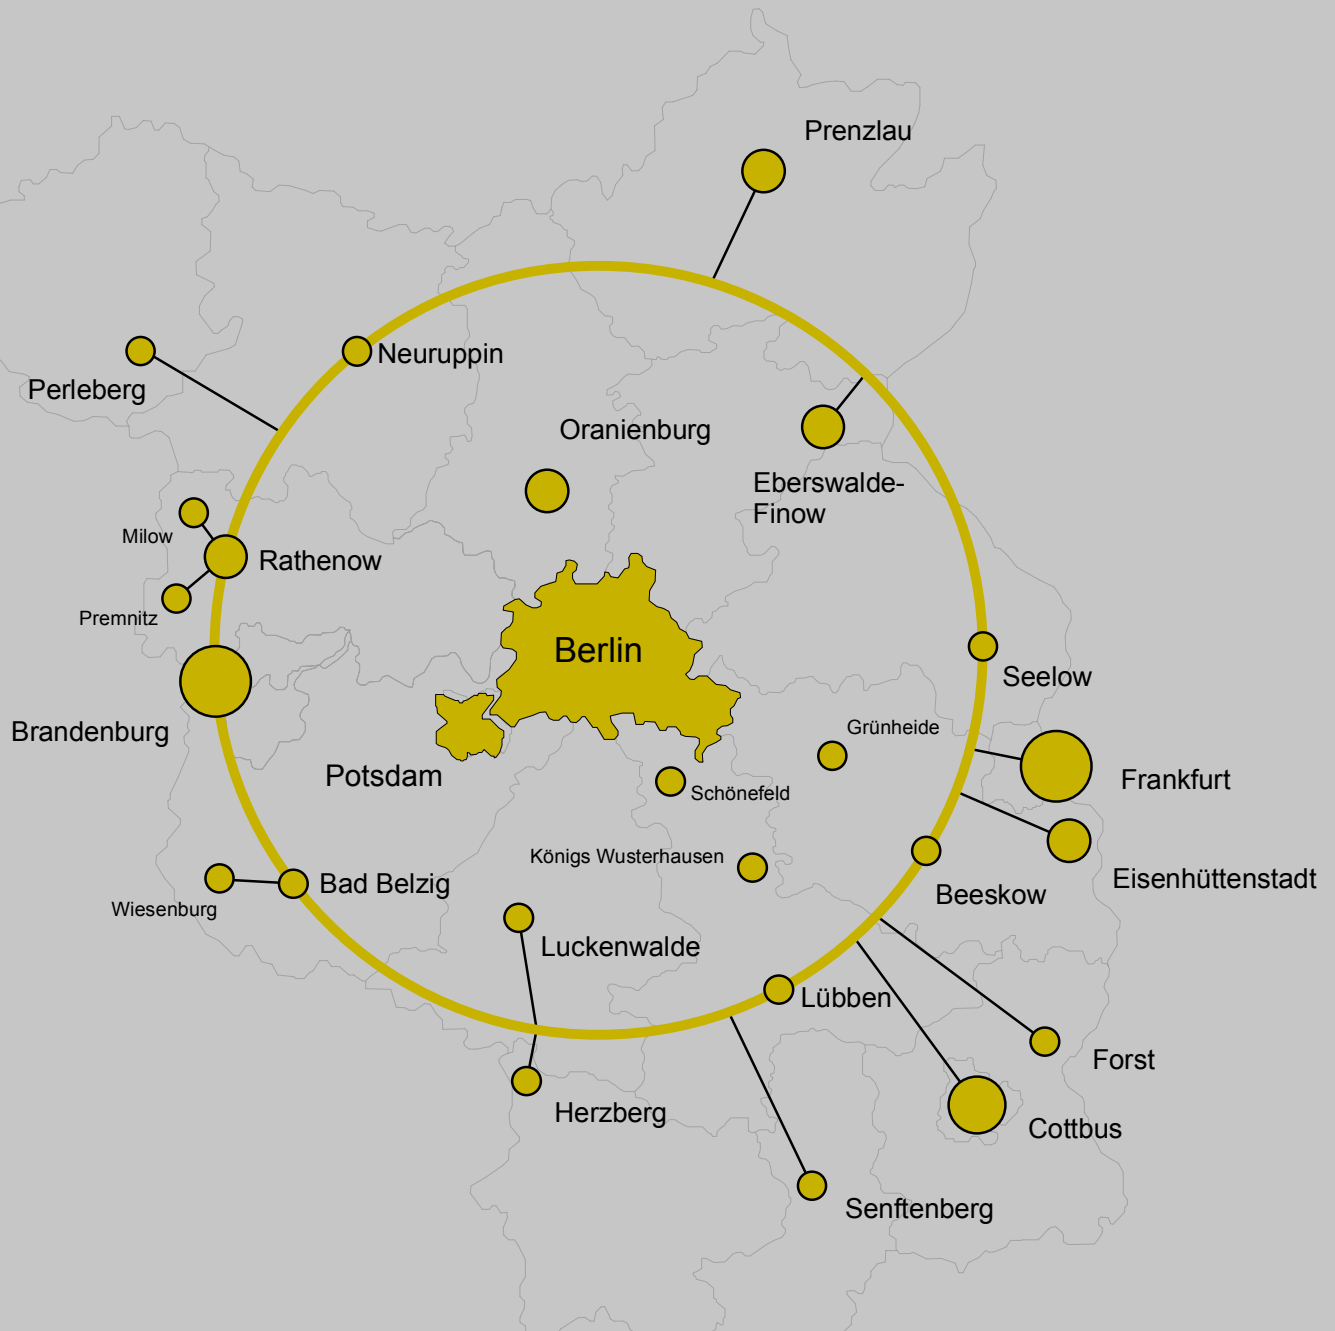 Prenzlau
Neuruppin
Perleberg
Oranienburg
Eberswalde-
Finow
Milow
Rathenow
Premnitz
Berlin
Seelow
Brandenburg
Grünheide
Potsdam
Frankfurt
Schönefeld
Königs Wusterhausen
Eisenhüttenstadt
Bad Belzig
Beeskow
Wiesenburg
Luckenwalde
Lübben
Forst
Herzberg
Cottbus
Senftenberg